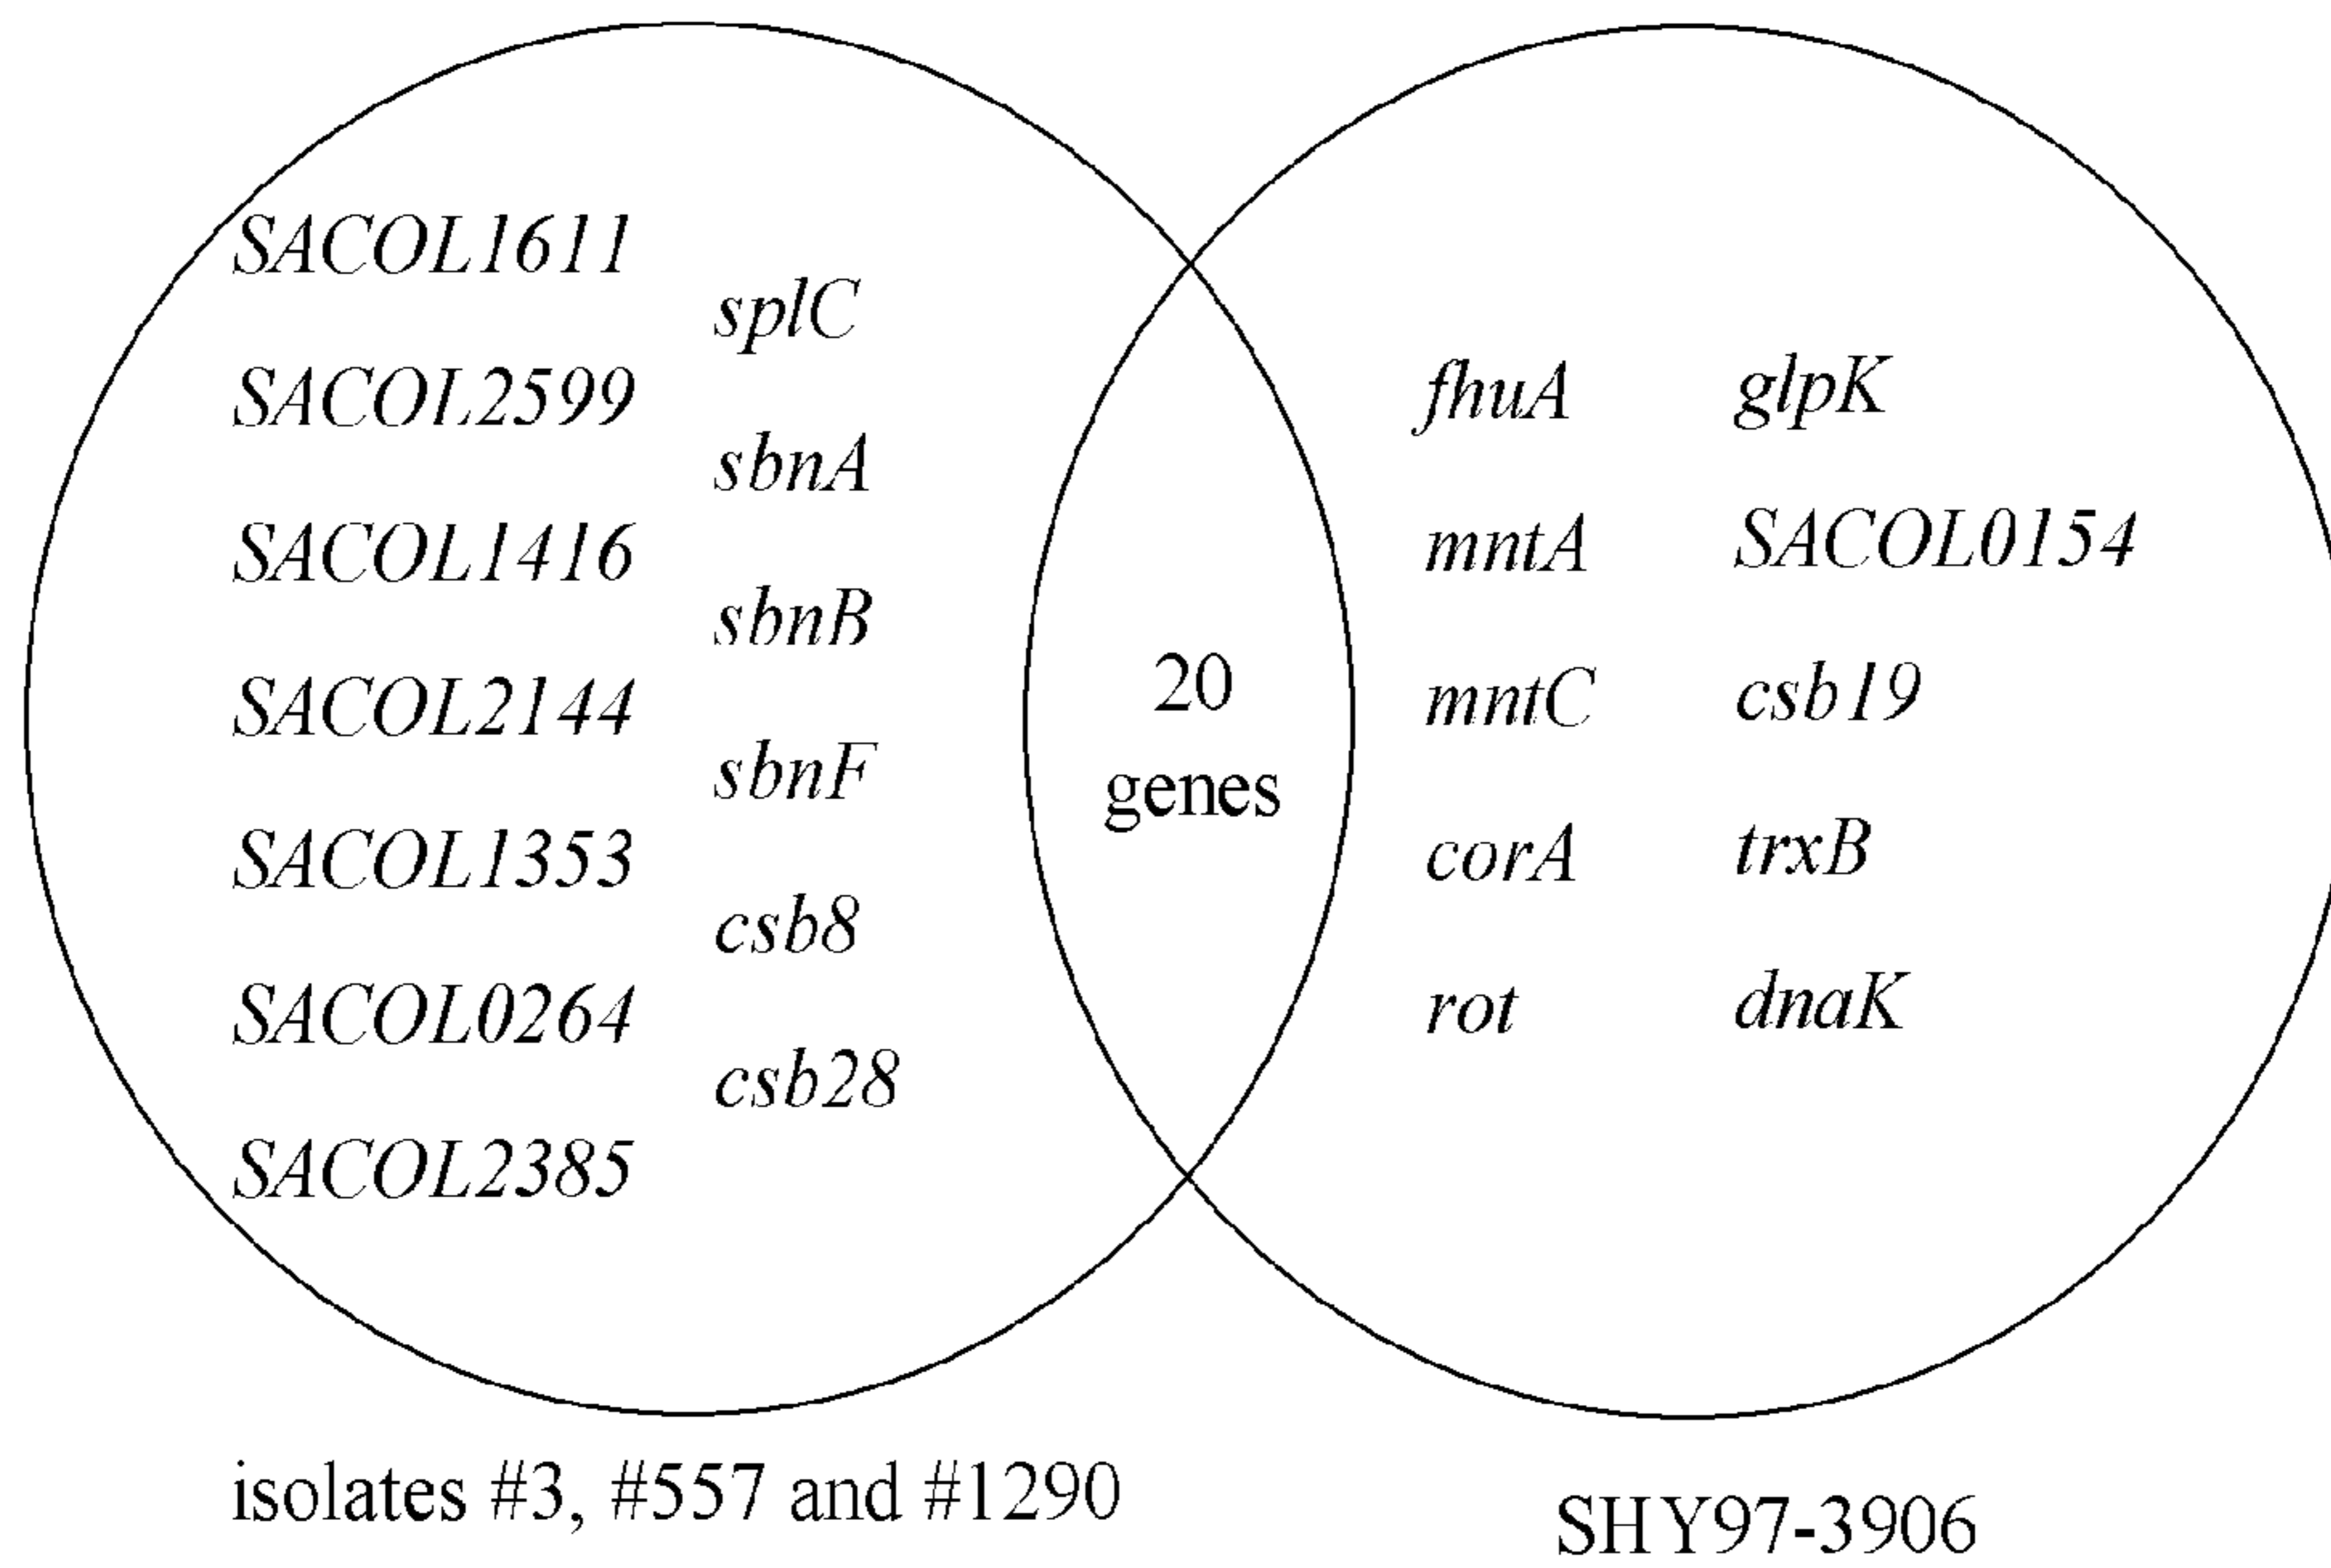 SACOL1611
splC
SACOL2599
sbnA
SACOL1416
sbnB
SACOL2144
sbnF
SACOL1353
csb8
SACOL0264
csb28
SACOL2385
20
genes
fhuA glpK
mntA SACOL0154
mntC csb19
corA trxB
rot dnaK
isolates #3, #557 and #1290
SHY97-3906